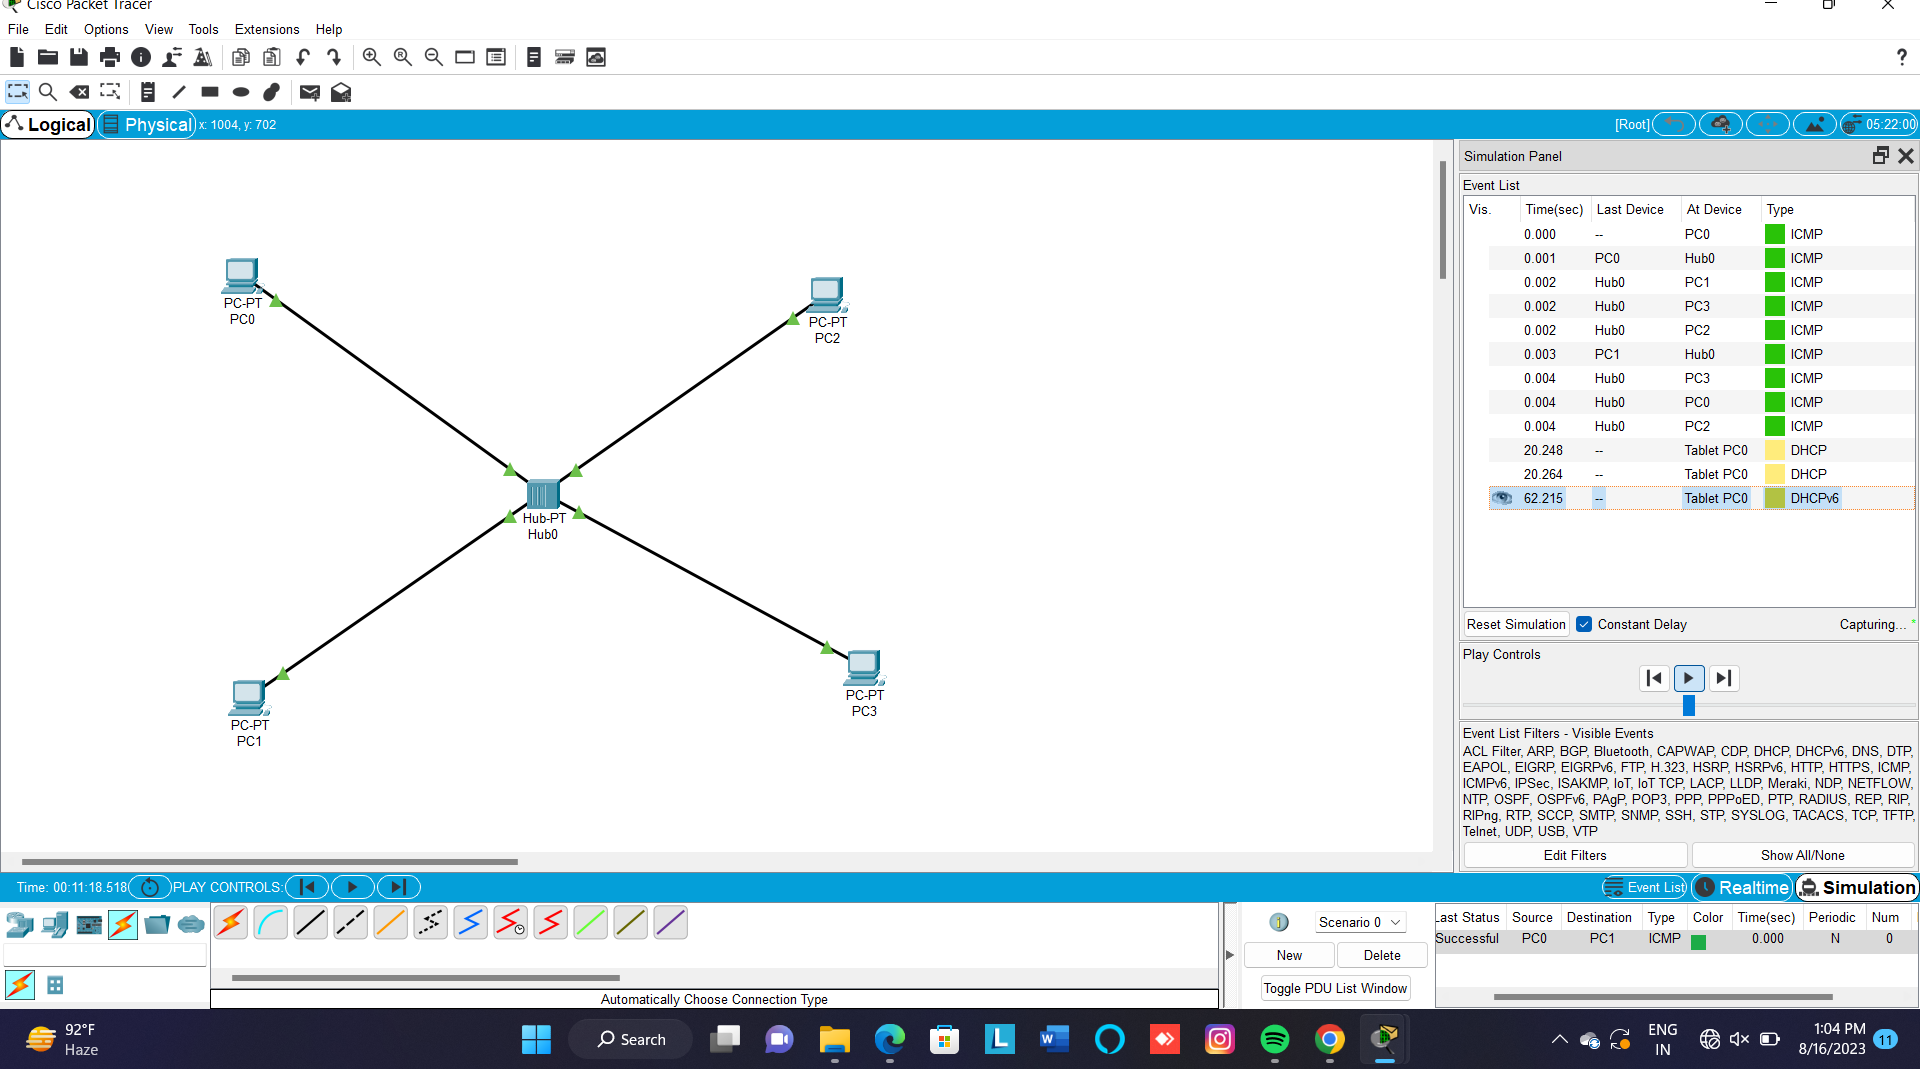 Cisco Packet Tracer
File Edit Options View Tools Extensions Help
Logical Physical x: 1004, y: 702 [Root] 05:22:00
Simulation Panel
Event List
Vis. Time(sec) Last Device At Device Type
0.000 -- PC0 ICMP
0.001 PC0 Hub0 ICMP
0.002 Hub0 PC1 ICMP
0.002 Hub0 PC3 ICMP
0.002 Hub0 PC2 ICMP
0.003 PC1 Hub0 ICMP
0.004 Hub0 PC3 ICMP
0.004 Hub0 PC0 ICMP
0.004 Hub0 PC2 ICMP
20.248 -- Tablet PC0 DHCP
20.264 -- Tablet PC0 DHCP
62.215 -- Tablet PC0 DHCPv6
Reset Simulation Constant Delay Capturing... *
Play Controls
Event List Filters - Visible Events
ACL Filter, ARP, BGP, Bluetooth, CAPWAP, CDP, DHCP, DHCPv6, DNS, DTP,
EAPOL, EIGRP, EIGRPv6, FTP, H.323, HSRP, HSRPv6, HTTP, HTTPS, ICMP,
ICMPv6, IPSec, ISAKMP, IoT, IoT TCP, LACP, LLDP, Meraki, NDP, NETFLOW,
NTP, OSPF, OSPFv6, PAgP, POP3, PPP, PPPoED, PTP, RADIUS, REP, RIP,
RIPng, RTP, SCCP, SMTP, SNMP, SSH, STP, SYSLOG, TACACS, TCP, TFTP,
Telnet, UDP, USB, VTP
Edit Filters Show All/None
PC-PT
PC0
PC-PT
PC2
Hub-PT
Hub0
PC-PT
PC3
PC-PT
PC1
Time: 00:11:18.518 PLAY CONTROLS: Event List Realtime Simulation
Scenario 0
New Delete
Toggle PDU List Window
Last Status Source Destination Type Color Time(sec) Periodic Num
Successful PC0 PC1 ICMP 0.000 N 0
Automatically Choose Connection Type
92°F
Haze
Search
ENG
IN
1:04 PM
8/16/2023
11